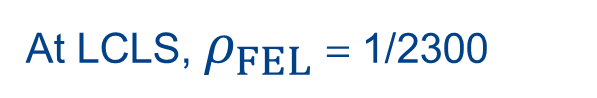 At LCLS, ρFEL = 1/2300